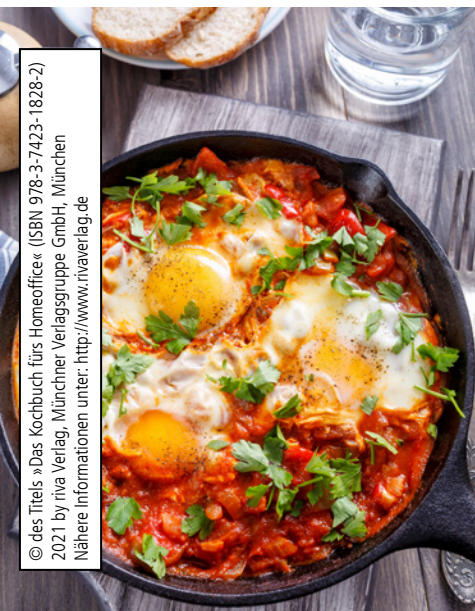 © des Titels »Das Kochbuch fürs Homeoffice« (ISBN 978-3-7423-1828-2)
2021 by riva Verlag, Münchner Verlagsgruppe GmbH, München
Nähere Informationen unter: http://www.rivaverlag.de